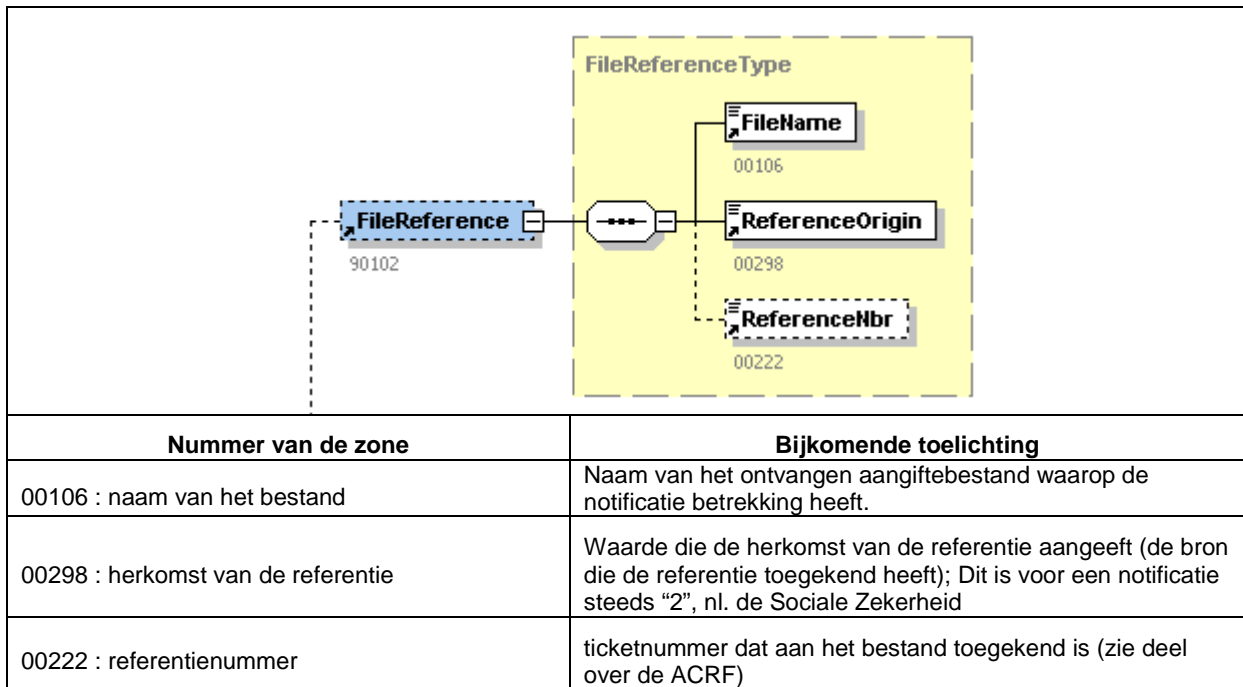 FileReferenceType
FileName
00106
FileReference
90102
ReferenceOrigin
00298
ReferenceNbr
00222
Nummer van de zone
Bijkomende toelichting
00106 : naam van het bestand
Naam van het ontvangen aangiftebestand waarop de
notificatie betrekking heeft.
00298 : herkomst van de referentie
Waarde die de herkomst van de referentie aangeeft (de bron
die de referentie toegekend heeft); Dit is voor een notificatie
steeds “2”, nl. de Sociale Zekerheid
00222 : referentienummer
ticketnummer dat aan het bestand toegekend is (zie deel
over de ACRF)